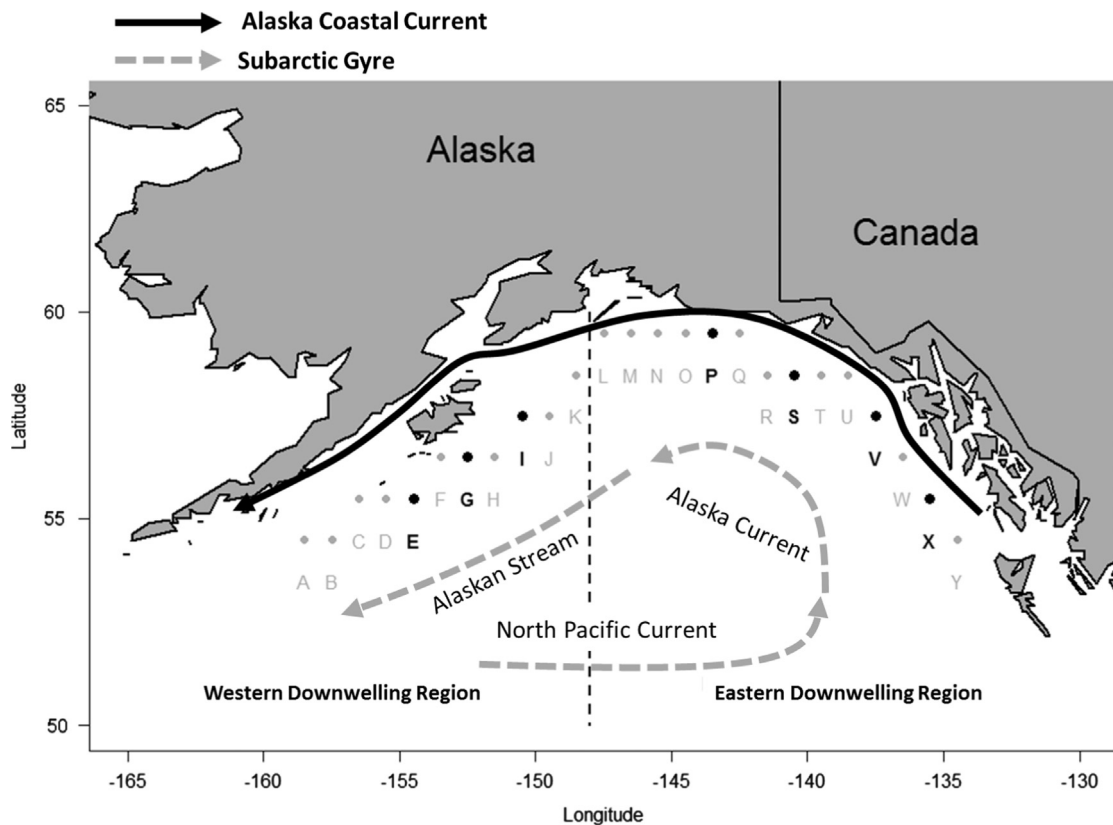 Alaska Coastal Current
Subarctic Gyre
65
60
55
50
Latitude
Alaska
Canada
L M N O P Q
K
R S T U
I J
V
F G H
W
C D E
X
A B
Y
Alaska Current
Alaskan Stream
North Pacific Current
Western Downwelling Region
Eastern Downwelling Region
-165 -160 -155 -150 -145 -140 -135 -130
Longitude